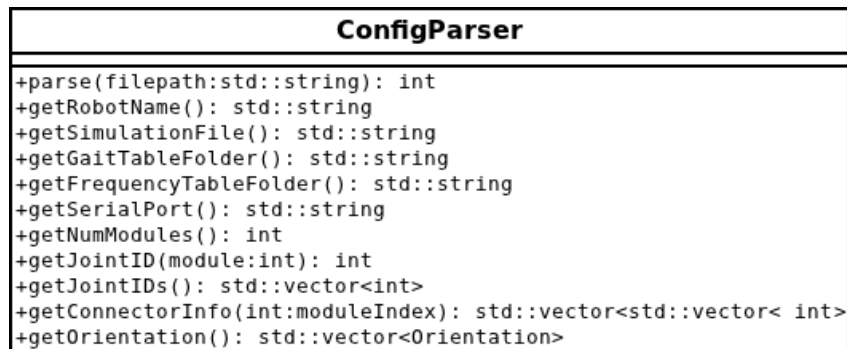 ConfigParser
+parse(filepath:std::string): int
+getRobotName(): std::string
+getSimulationFile(): std::string
+getGaitTableFolder(): std::string
+getFrequencyTableFolder(): std::string
+getSerialPort(): std::string
+getNumModules(): int
+getJointID(module:int): int
+getJointIDs(): std::vector<int>
+getConnectorInfo(int:moduleIndex): std::vector<std::vector< int>
+getOrientation(): std::vector<Orientation>